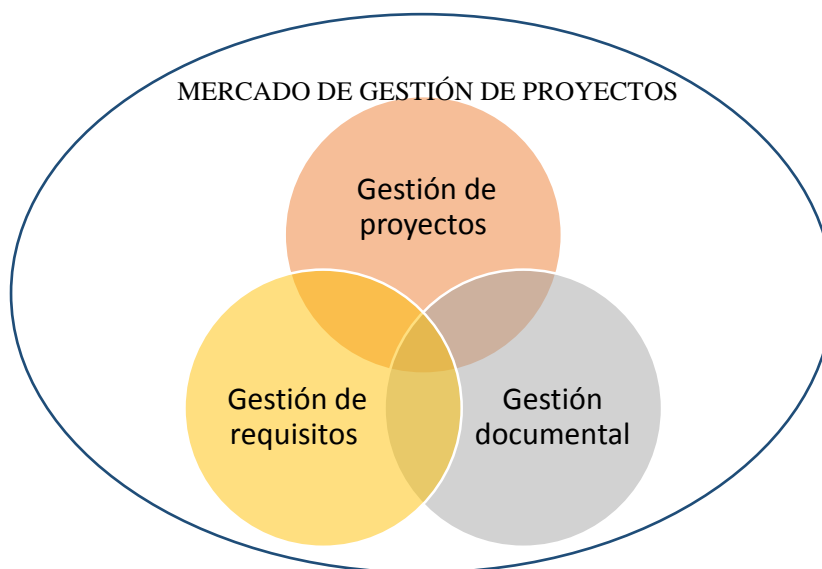 MERCADO DE GESTIÓN DE PROYECTOS
Gestión de
proyectos
Gestión de
requisitos
Gestión
documental